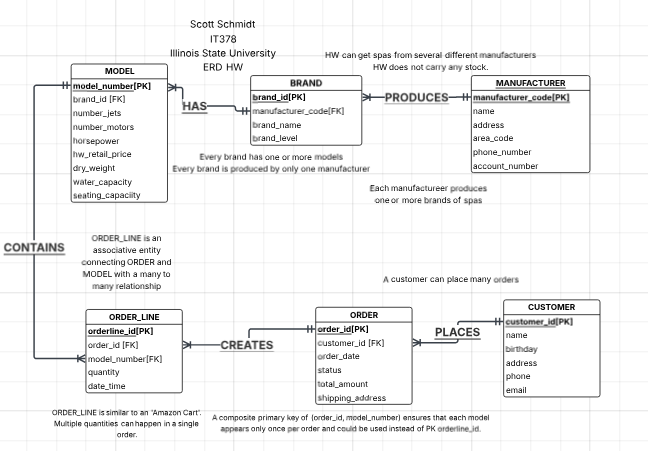 Scott Schmidt
IT378
Illinois State University
ERD HW
HW can get spas from several different manufacturers
HW does not carry any stock.
MODEL
model_number[PK]
brand_id [FK]
number_jets
number_motors
horsepower
hw_retail_price
dry_weight
water_capacity
seating_capaciity
HAS
BRAND
brand_id[PK]
manufacturer_code[FK]
brand_name
brand_level
PRODUCES
MANUFACTURER
manufacturer_code[PK]
name
address
area_code
phone_number
account_number
Every brand has one or more models
Every brand is produced by only one manufacturer
Each manufactureer produces
one or more brands of spas
CONTAINS
ORDER_LINE is an
associative entity
connecting ORDER and
MODEL with a many to
many relationship
A customer can place many orders
ORDER_LINE
orderline_id[PK]
order_id [FK]
model_number[FK]
quantity
date_time
CREATES
ORDER
order_id[PK]
customer_id [FK]
order_date
status
total_amount
shipping_address
PLACES
CUSTOMER
customer_id[PK]
name
birthday
address
phone
email
ORDER_LINE is similar to an 'Amazon Cart'.
Multiple quantities can happen in a single
order.
A composite primary key of (order_id, model_number) ensures that each model
appears only once per order and could be used instead of PK orderline_id.